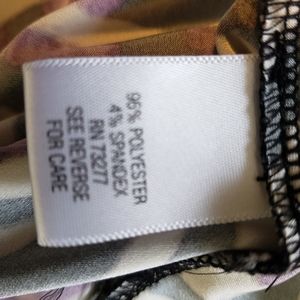 96% POLYESTER
4% SPANDEX
RN 73277
SEE REVERSE
FOR CARE